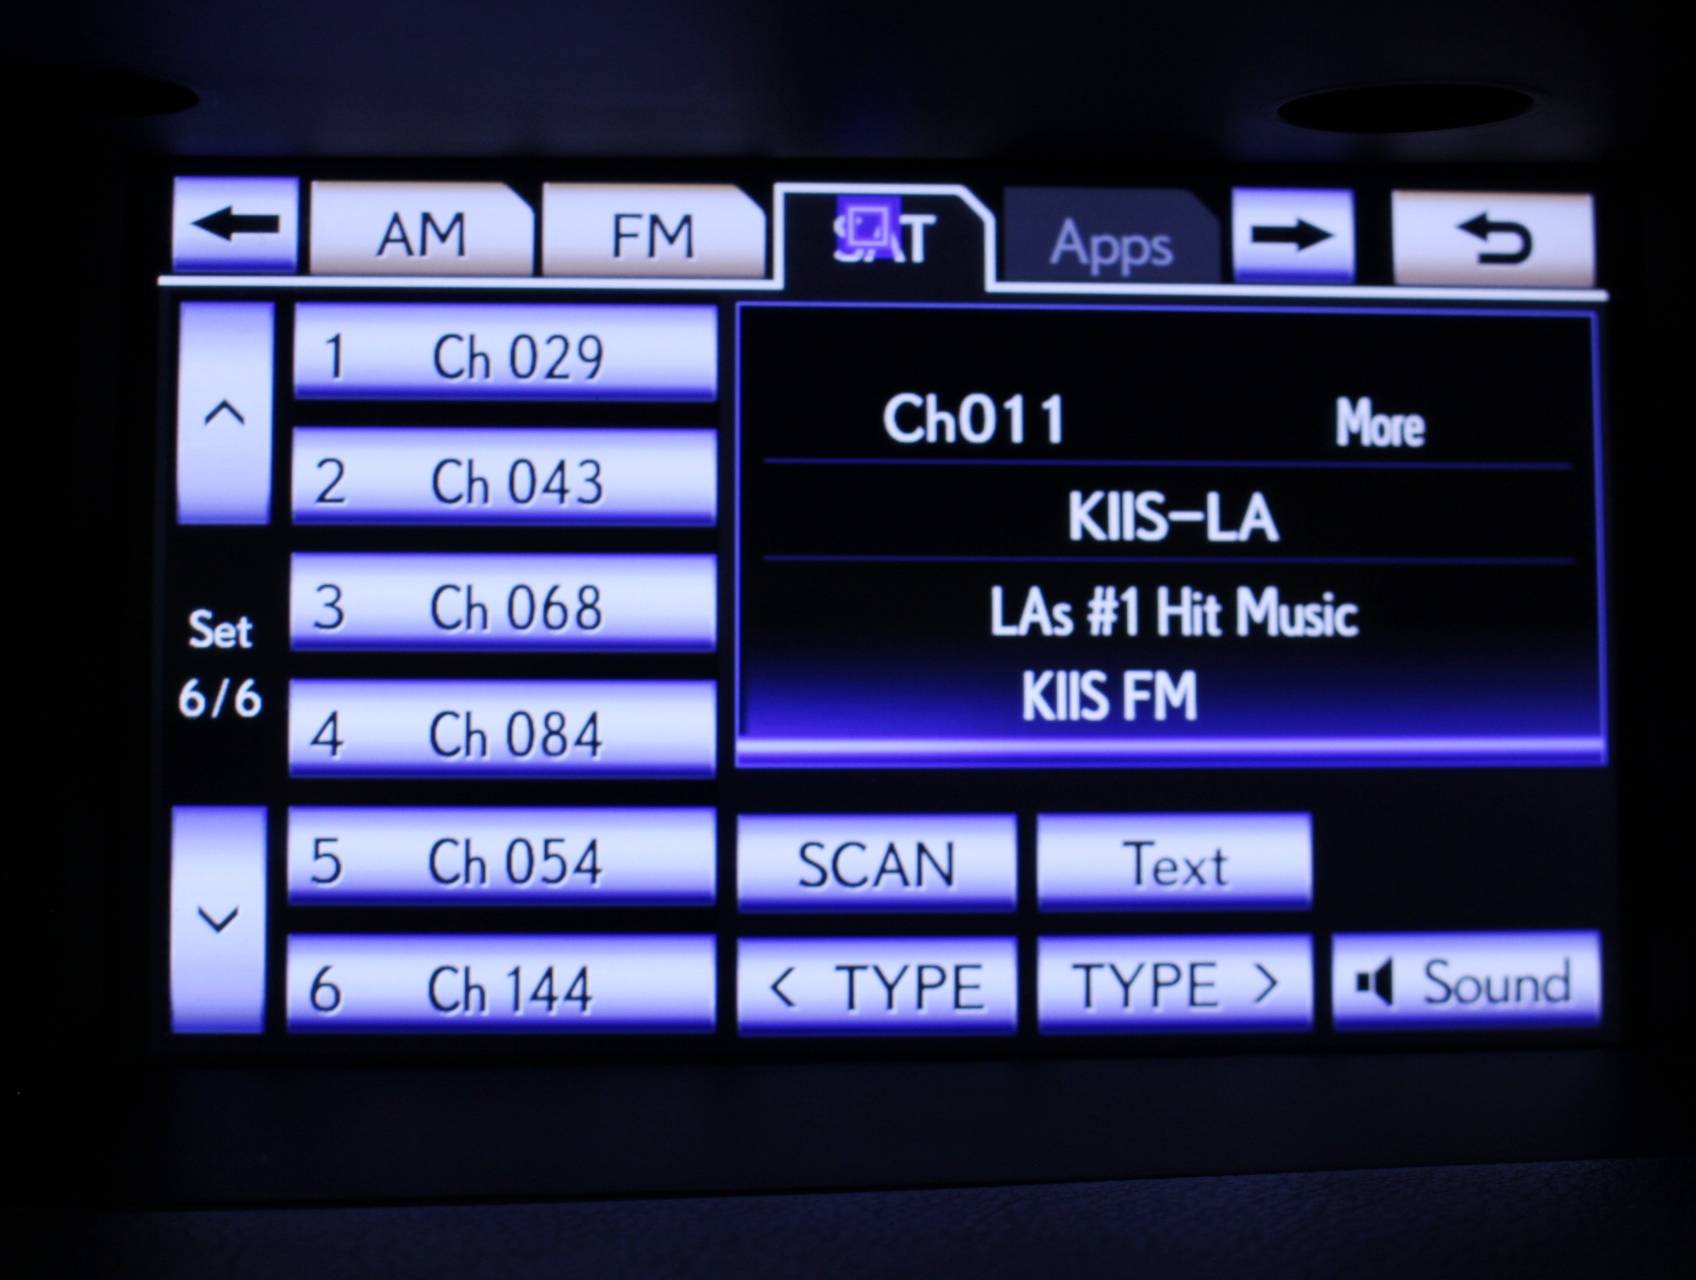 AM FM SAT Apps
1 Ch 029
2 Ch 043
3 Ch 068
4 Ch 084
5 Ch 054
6 Ch 144
Set
6/6
Ch011 More
KIIS-LA
LAs #1 Hit Music
KIIS FM
SCAN Text
< TYPE TYPE > Sound